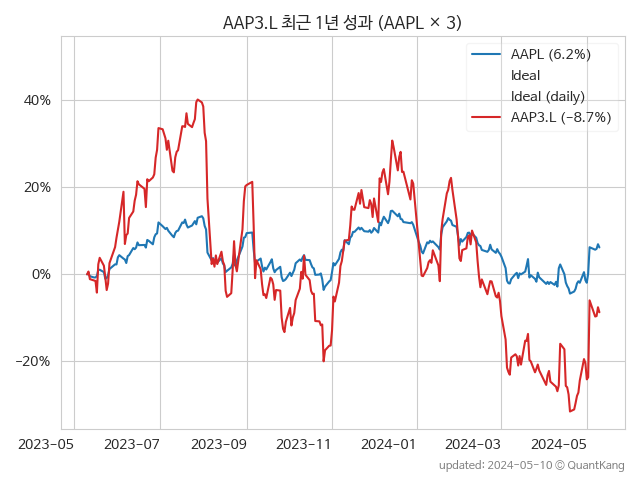 AAP3.L 최근 1년 성과 (AAPL × 3)
AAPL (6.2%)
Ideal
Ideal (daily)
AAP3.L (−8.7%)
40%
20%
0%
−20%
2023-05 2023-07 2023-09 2023-11 2024-01 2024-03 2024-05
updated: 2024-05-10 © QuantKang